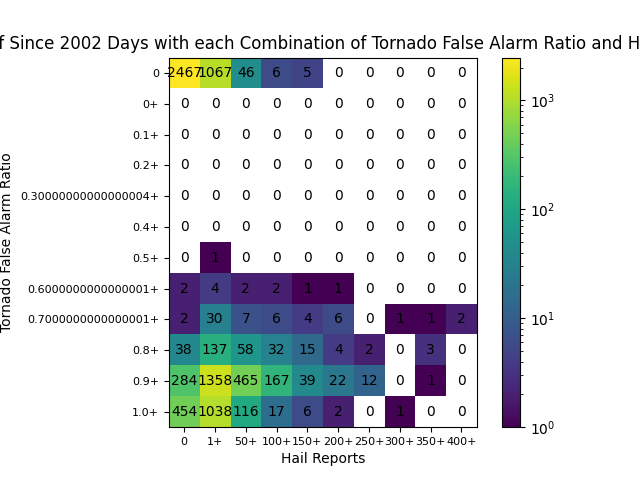 f Since 2002 Days with each Combination of Tornado False Alarm Ratio and H
Tornado False Alarm Ratio
0 2467 1067 46 6 5 0 0 0 0 0
0+ 0 0 0 0 0 0 0 0 0 0
0.1+ 0 0 0 0 0 0 0 0 0 0
0.2+ 0 0 0 0 0 0 0 0 0 0
0.30000000000000004+ 0 0 0 0 0 0 0 0 0 0
0.4+ 0 0 0 0 0 0 0 0 0 0
0.5+ 0 1 0 0 0 0 0 0 0 0
0.6000000000000001+ 2 4 2 2 1 1 0 0 0 0
0.7000000000000001+ 2 30 7 6 4 6 0 1 1 2
0.8+ 38 137 58 32 15 4 2 0 3 0
0.9+ 284 1358 465 167 39 22 12 0 1 0
1.0+ 454 1038 116 17 6 2 0 1 0 0
0 1+ 50+ 100+ 150+ 200+ 250+ 300+ 350+ 400+
Hail Reports
10³
10²
10¹
10⁰